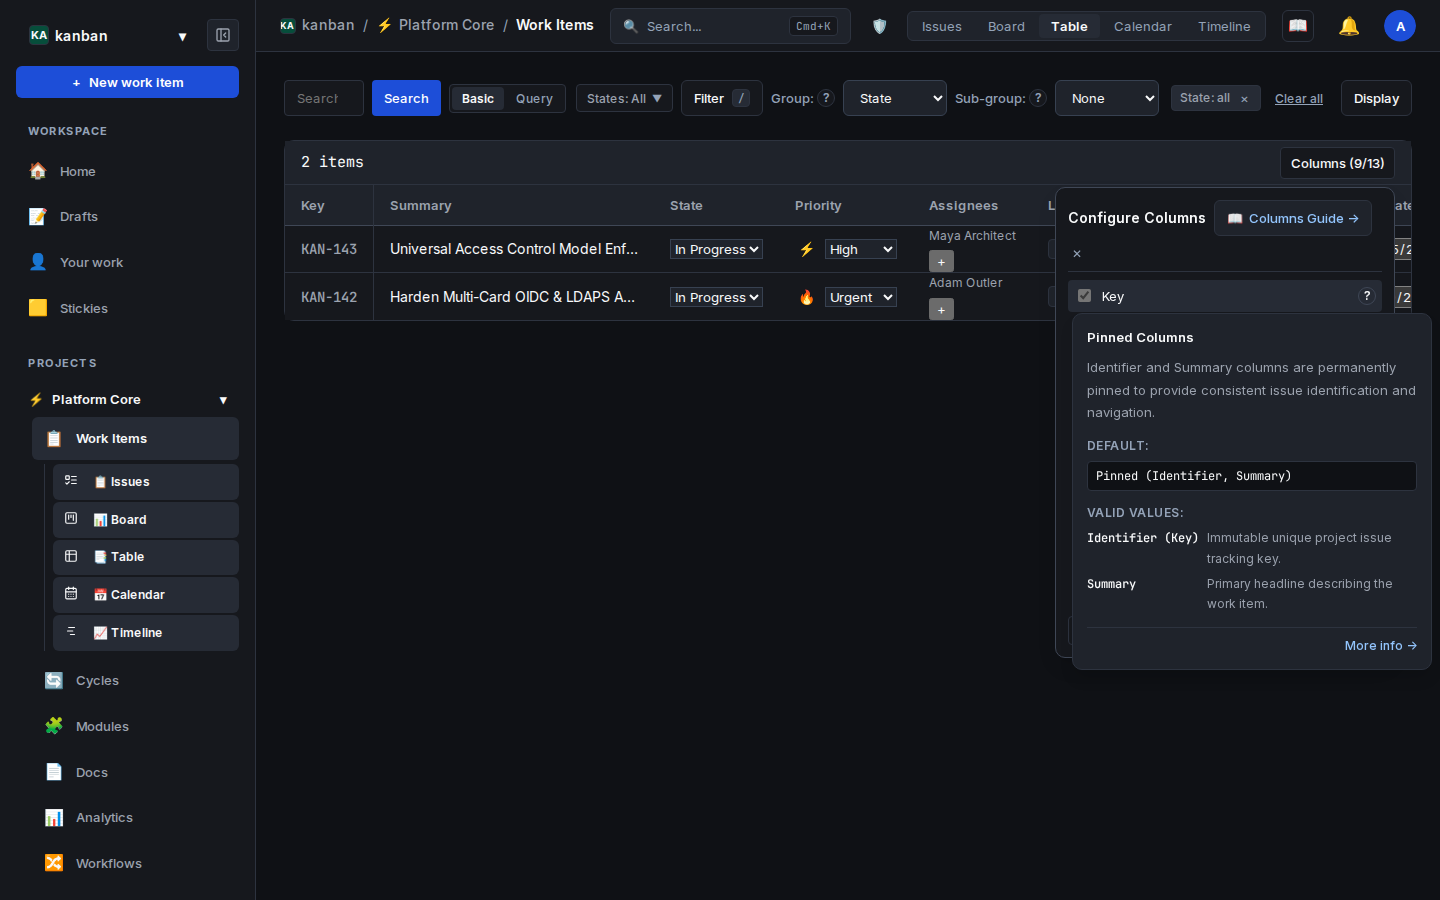 KA kanban ▼
+ New work item
WORKSPACE
Home
Drafts
Your work
Stickies
PROJECTS
Platform Core ▼
Work Items
Issues
Board
Table
Calendar
Timeline
Cycles
Modules
Docs
Analytics
Workflows
KA kanban / Platform Core / Work Items
Search... Cmd+K
Issues Board Table Calendar Timeline
A
Search Search Basic Query States: All ▼ Filter / Group: ? State Sub-group: ? None State: all × Clear all Display
2 items Columns (9/13)
Key Summary State Priority Assignees
KAN-143 Universal Access Control Model Enf... In Progress High Maya Architect +
KAN-142 Harden Multi-Card OIDC & LDAPS A... In Progress Urgent Adam Outler +
Configure Columns Columns Guide →
×
Key ?
Pinned Columns
Identifier and Summary columns are permanently
pinned to provide consistent issue identification and
navigation.
DEFAULT:
Pinned (Identifier, Summary)
VALID VALUES:
Identifier (Key) Immutable unique project issue
tracking key.
Summary Primary headline describing the
work item.
More info →